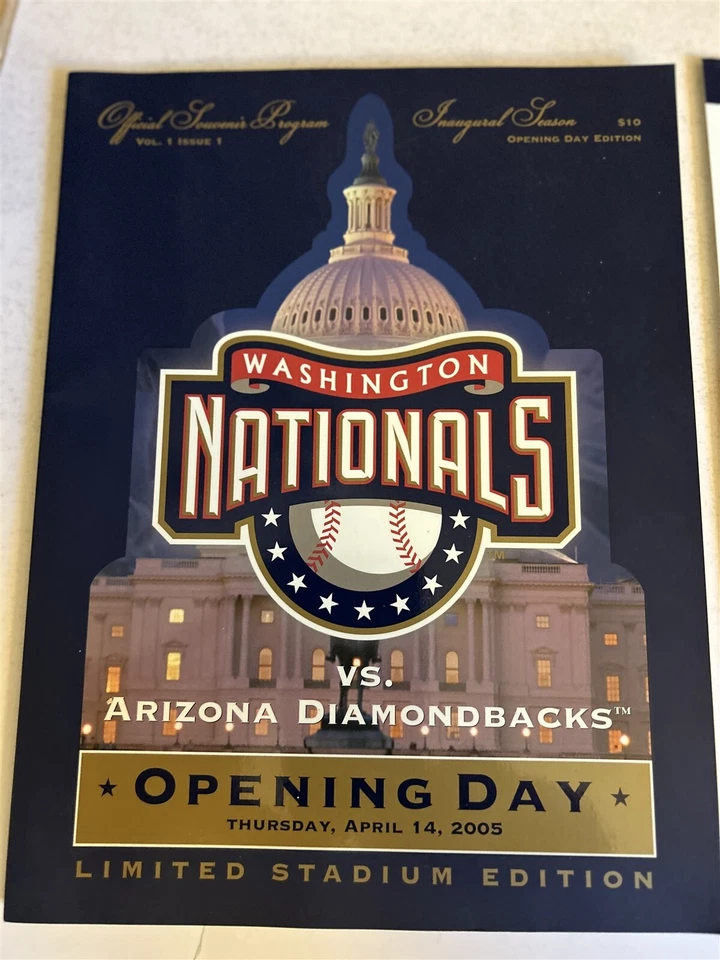 Official Souvenir Program
Vol. 1 Issue 1
Inaugural Season $10
Opening Day Edition
WASHINGTON
NATIONALS
TM
VS.
ARIZONA DIAMONDBACKS™
★ OPENING DAY ★
THURSDAY, APRIL 14, 2005
LIMITED STADIUM EDITION